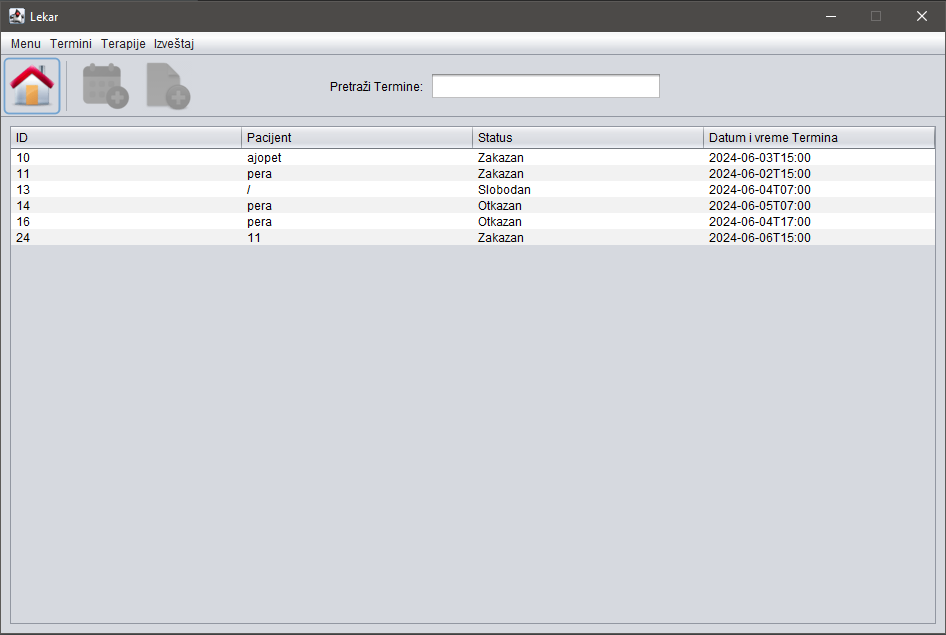 Lekar
Menu Termini Terapije Izveštaj
Pretraži Termine:
ID Pacijent Status Datum i vreme Termina
10 ajopet Zakazan 2024-06-03T15:00
11 pera Zakazan 2024-06-02T15:00
13 / Slobodan 2024-06-04T07:00
14 pera Otkazan 2024-06-05T07:00
16 pera Otkazan 2024-06-04T17:00
24 11 Zakazan 2024-06-06T15:00